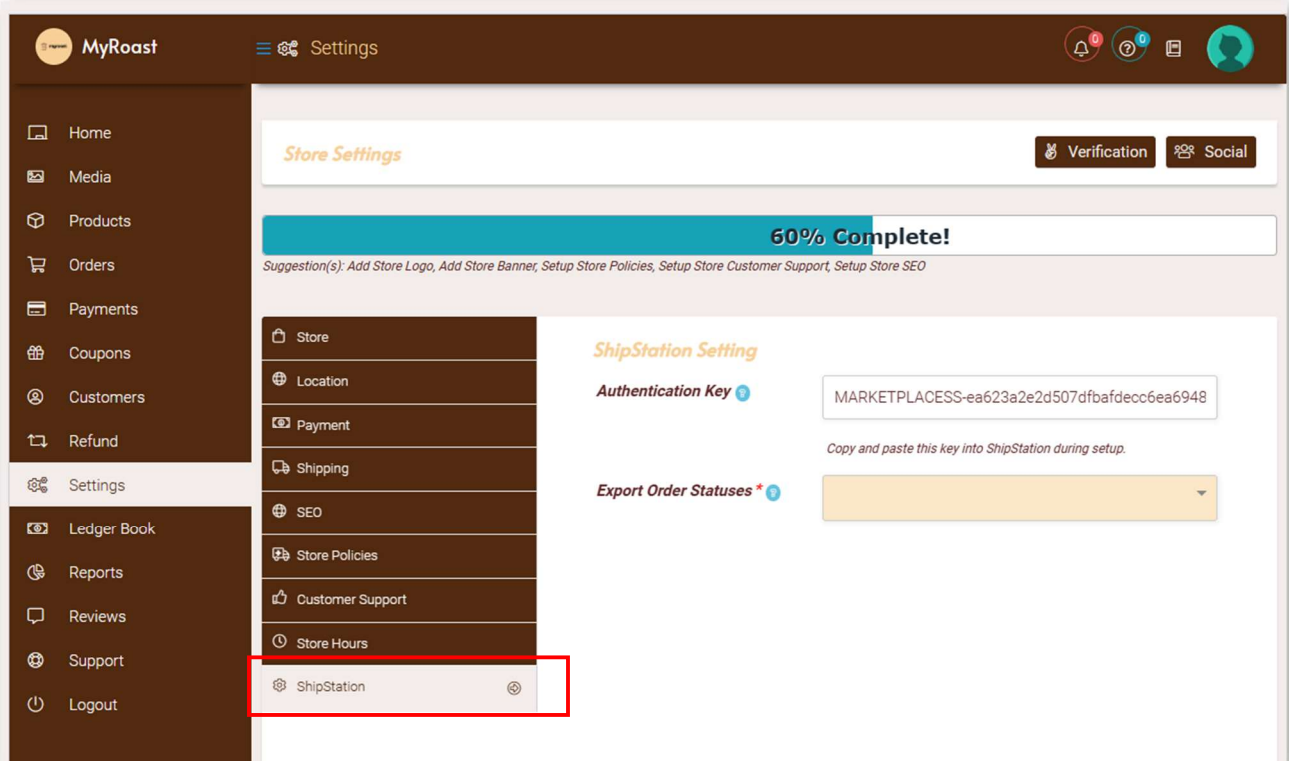 MyRoast
Settings
0
0
Home
Media
Products
Orders
Payments
Coupons
Customers
Refund
Settings
Ledger Book
Reports
Reviews
Support
Logout
Store Settings
Verification
Social
60% Complete!
Suggestion(s): Add Store Logo, Add Store Banner, Setup Store Policies, Setup Store Customer Support, Setup Store SEO
Store
Location
Payment
Shipping
SEO
Store Policies
Customer Support
Store Hours
ShipStation
ShipStation Setting
Authentication Key
MARKETPLACESS-ea623a2e2d507dfbafdecc6ea6948
Copy and paste this key into ShipStation during setup.
Export Order Statuses *